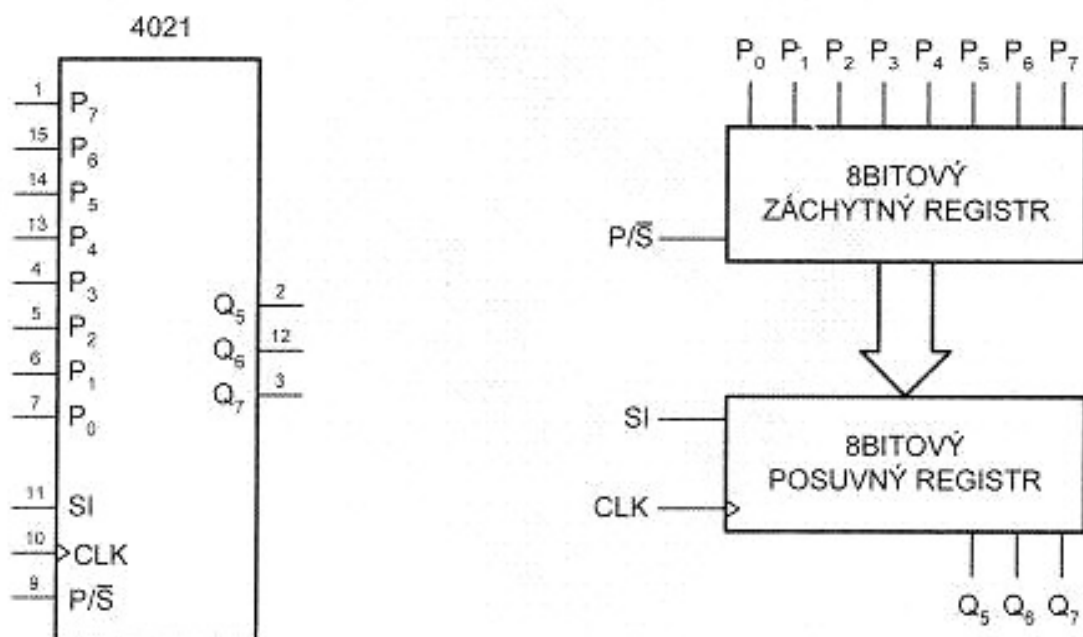 4021
1 P₇
15 P₆
14 P₅
13 P₄
4 P₃
5 P₂
6 P₁
7 P₀
11 SI
10 CLK
9 P/S̅
Q₅ 2
Q₆ 12
Q₇ 3
P₀ P₁ P₂ P₃ P₄ P₅ P₆ P₇
8BITOVÝ
ZÁCHYTNÝ REGISTR
P/S̅
SI
8BITOVÝ
POSUVNÝ REGISTR
CLK
Q₅ Q₆ Q₇